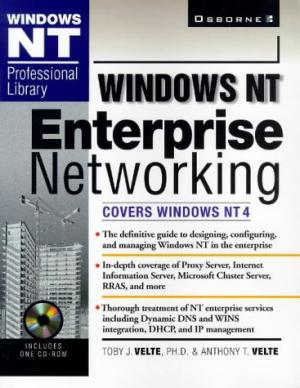 WINDOWS
NT
Professional
Library
OSBORNE
WINDOWS NT
Enterprise
Networking
COVERS WINDOWS NT 4
• The definitive guide to designing, configuring,
and managing Windows NT in the enterprise
• In-depth coverage of Proxy Server, Internet
Information Server, Microsoft Cluster Server,
RRAS, and more
• Thorough treatment of NT enterprise services
including Dynamic DNS and WINS
integration, DHCP, and IP management
INCLUDES
ONE CD-ROM
TOBY J. VELTE, PH.D. & ANTHONY T. VELTE